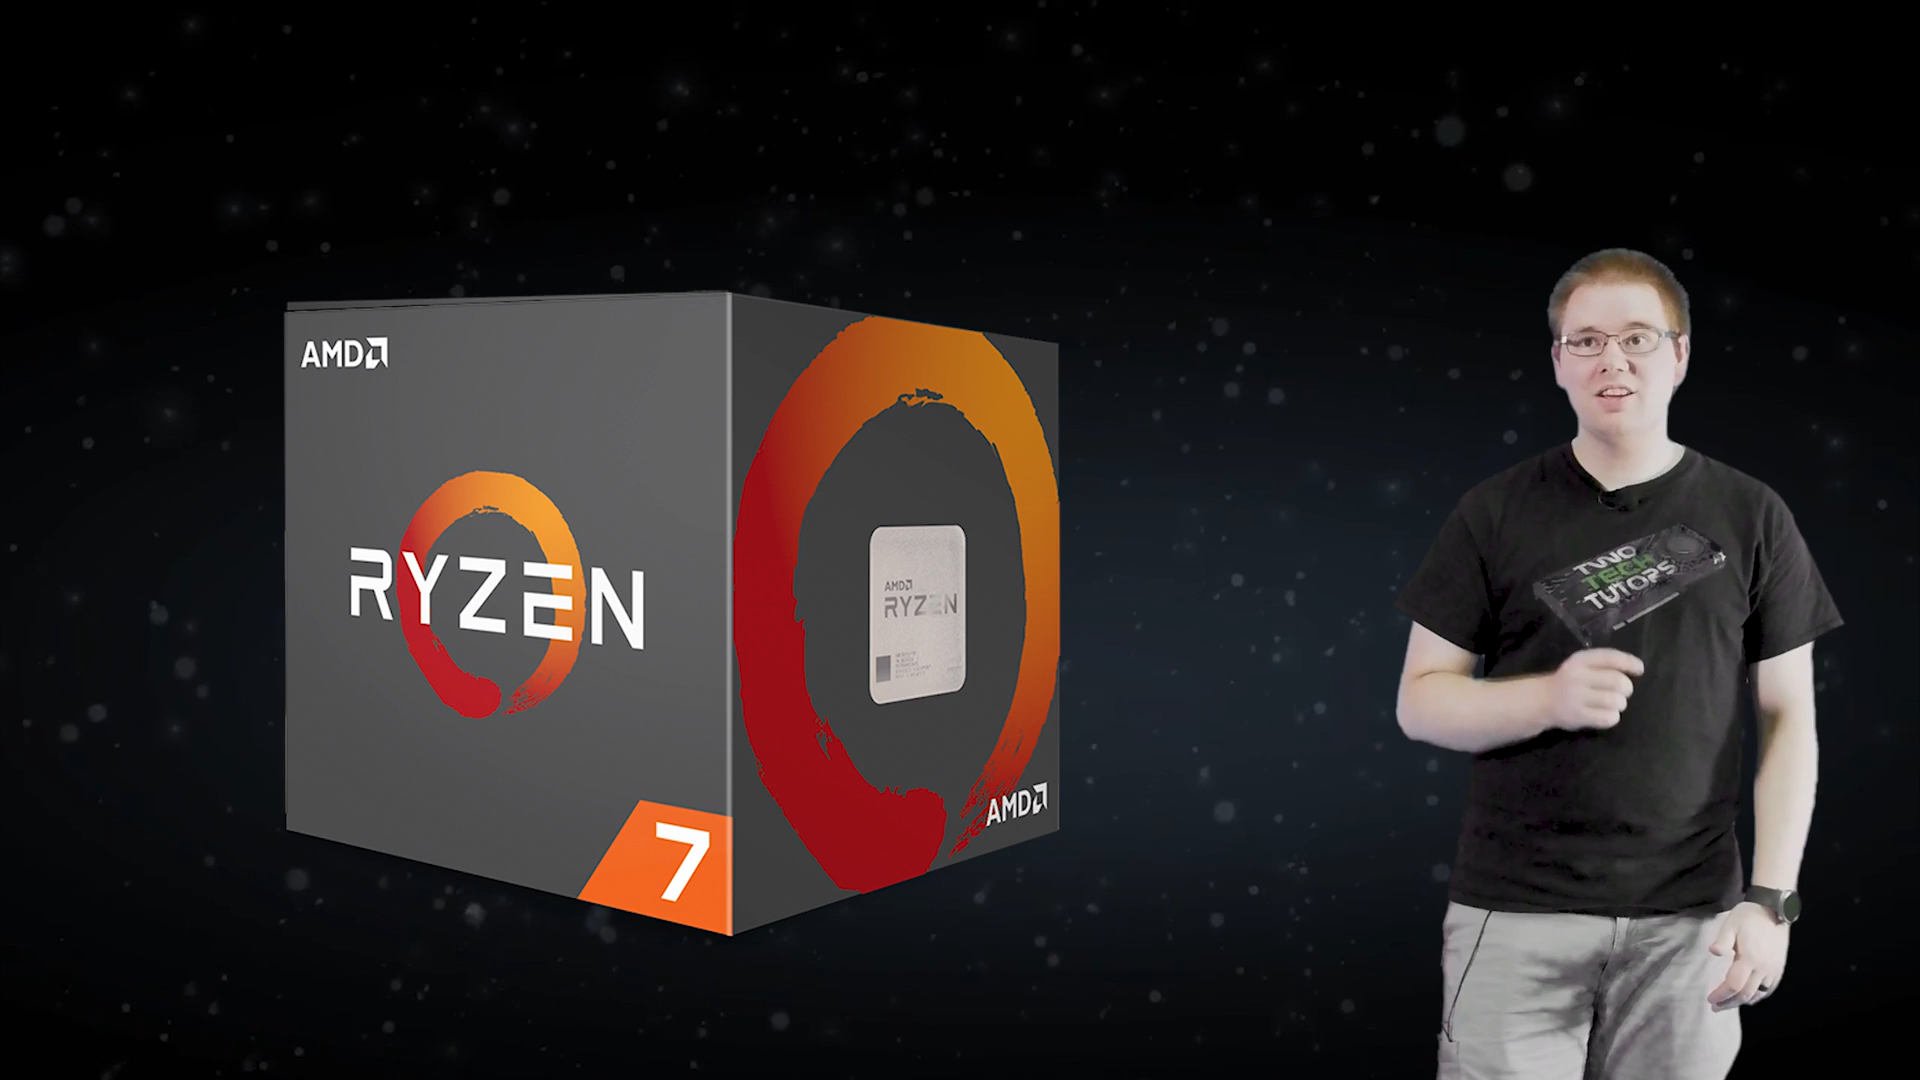 AMD
RYZEN
7
AMD
RYZEN
AMD
TWO
TECH
TUTORS